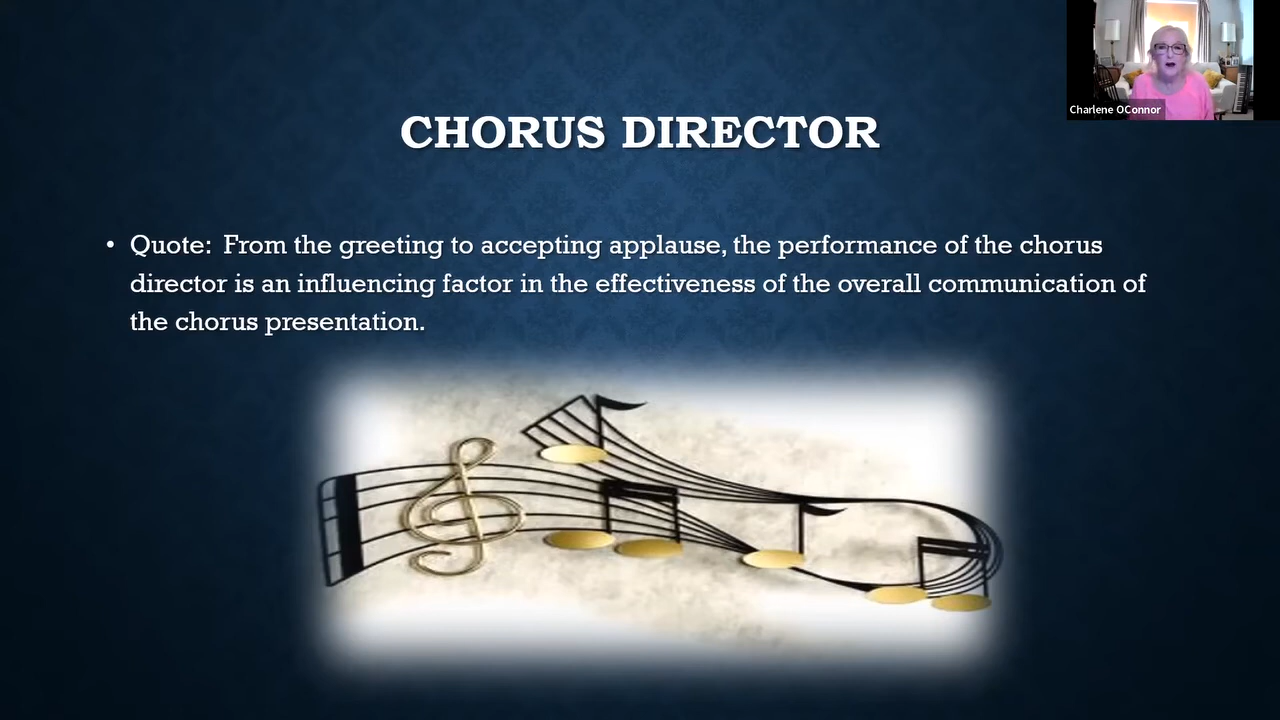 CHORUS DIRECTOR
• Quote:  From the greeting to accepting applause, the performance of the chorus
director is an influencing factor in the effectiveness of the overall communication of
the chorus presentation.
Charlene OConnor